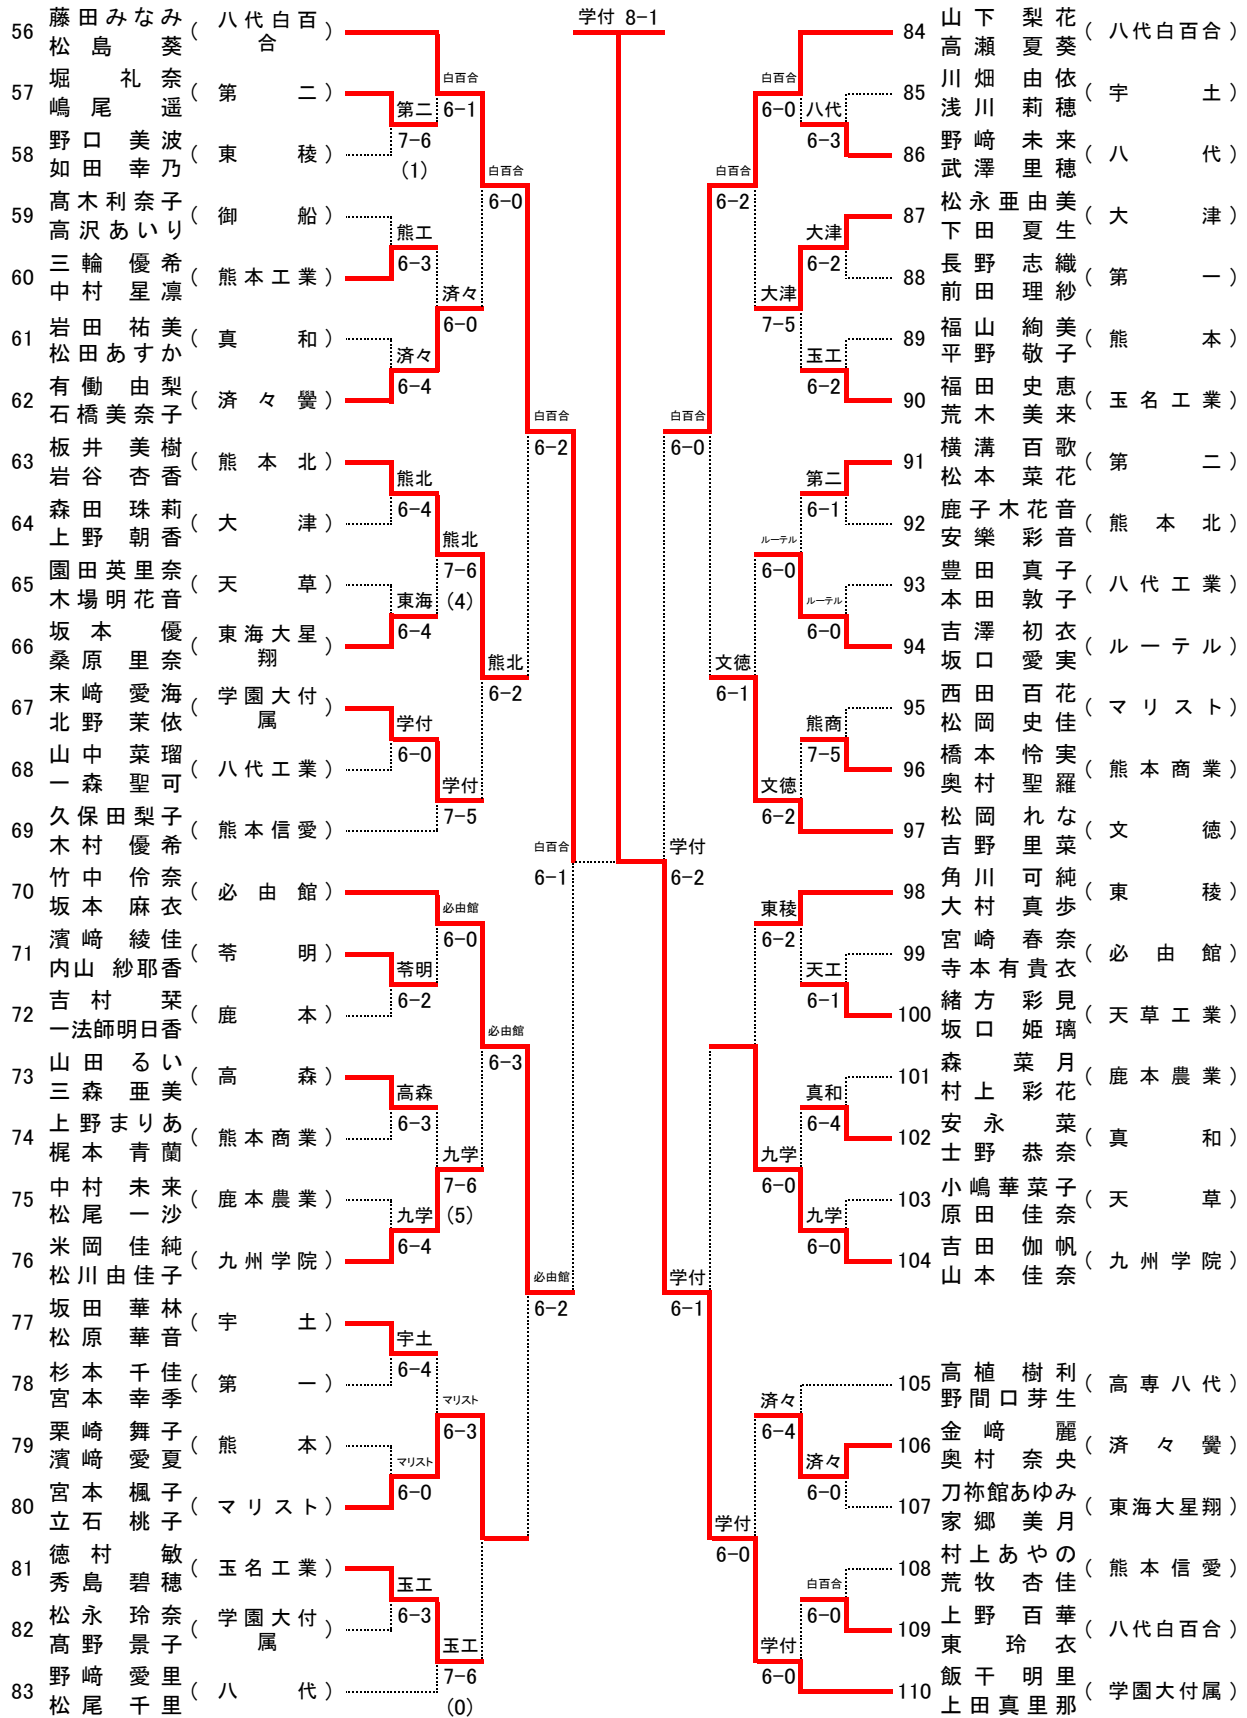 学付 8-1
56 藤田みなみ 松島 葵 (八代白百合)
57 堀 礼奈 嶋尾 遥 (第二)
58 野口美波 如田幸乃 (東稜)
59 髙木利奈子 高沢あいり (御船)
60 三輪優希 中村星凛 (熊本工業)
61 岩田祐美 松田あすか (真和)
62 有働由梨 石橋美奈子 (済々黌)
63 板井美樹 岩谷杏香 (熊本北)
64 森田珠莉 上野朝香 (大津)
65 園田英里奈 木場明花音 (天草)
66 坂本 優 桑原里奈 (東海大星翔)
67 末﨑愛海 北野茉依 (学園大付属)
68 山中菜瑠 一森聖可 (八代工業)
69 久保田梨子 木村優希 (熊本信愛)
70 竹中伶奈 坂本麻衣 (必由館)
71 濱﨑綾佳 内山 紗耶香 (苓明)
72 吉村 栞 一法師明日香 (鹿本)
73 山田るい 三森亜美 (高森)
74 上野まりあ 梶本青蘭 (熊本商業)
75 中村未来 松尾一沙 (鹿本農業)
76 米岡佳純 松川由佳子 (九州学院)
77 坂田華林 松原華音 (宇土)
78 杉本千佳 宮本幸季 (第一)
79 栗崎舞子 濱﨑愛夏 (熊本)
80 宮本楓子 立石桃子 (マリスト)
81 徳村 敏 秀島碧穂 (玉名工業)
82 松永玲奈 髙野景子 (学園大付属)
83 野﨑愛里 松尾千里 (八代)
第二 7-6 (1)
熊工 6-3
済々 6-4
熊北 6-4
東海 6-4
学付 6-0
苓明 6-2
高森 6-3
九学 6-4
宇土 6-4
マリスト 6-0
玉工 6-3
白百合 6-1
済々 6-0
熊北 7-6 (4)
学付 7-5
必由館 6-0
九学 7-6 (5)
マリスト 6-3
玉工 7-6 (0)
白百合 6-0
熊北 6-2
必由館 6-3
白百合 6-2
必由館 6-2
白百合 6-1
84 山下梨花 高瀬夏葵 (八代白百合)
85 川畑由依 浅川莉穂 (宇土)
86 野﨑未来 武澤里穂 (八代)
87 松永亜由美 下田夏生 (大津)
88 長野志織 前田理紗 (第一)
89 福山絢美 平野敬子 (熊本)
90 福田史恵 荒木美来 (玉名工業)
91 横溝百歌 松本菜花 (第二)
92 鹿子木花音 安樂彩音 (熊本北)
93 豊田真子 本田敦子 (八代工業)
94 吉澤初衣 坂口愛実 (ルーテル)
95 西田百花 松岡史佳 (マリスト)
96 橋本怜実 奥村聖羅 (熊本商業)
97 松岡れな 吉野里菜 (文徳)
98 角川可純 大村真歩 (東稜)
99 宮崎春奈 寺本有貴衣 (必由館)
100 緒方彩見 坂口姫璃 (天草工業)
101 森 菜月 村上彩花 (鹿本農業)
102 安永 菜 士野恭奈 (真和)
103 小嶋華菜子 原田佳奈 (天草)
104 吉田伽帆 山本佳奈 (九州学院)
105 高植樹利 野間口芽生 (高専八代)
106 金﨑 麗 奥村奈央 (済々黌)
107 刀祢館あゆみ 家郷美月 (東海大星翔)
108 村上あやの 荒牧杏佳 (熊本信愛)
109 上野百華 東 玲衣 (八代白百合)
110 飯干明里 上田真里那 (学園大付属)
八代 6-3
大津 6-2
玉工 6-2
第二 6-1
ルーテル 6-0
熊商 7-5
天工 6-1
真和 6-4
九学 6-0
済々 6-0
白百合 6-0
白百合 6-0
大津 7-5
ルーテル 6-0
文徳 6-2
東稜 6-2
九学 6-0
済々 6-4
学付 6-0
白百合 6-2
文徳 6-1
学付 6-0
白百合 6-0
学付 6-1
学付 6-2